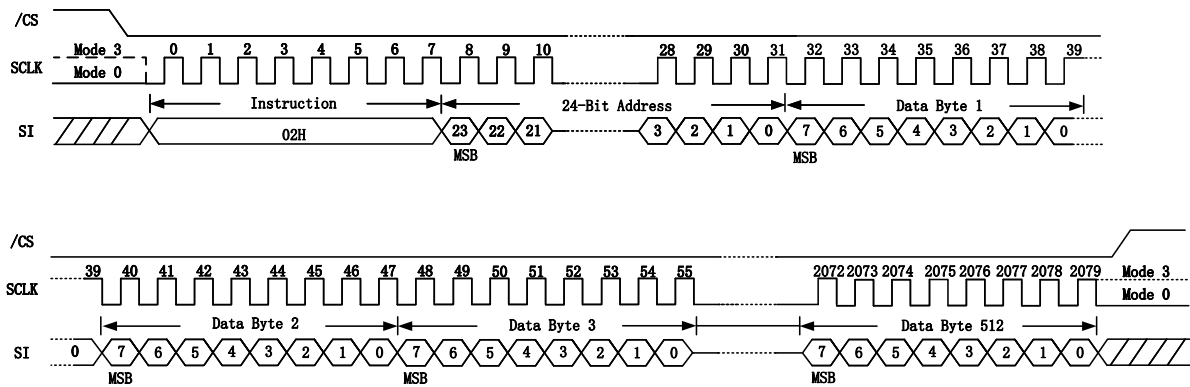 /CS
Mode 3 0 1 2 3 4 5 6 7 8 9 10 28 29 30 31 32 33 34 35 36 37 38 39
SCLK
Mode 0
Instruction 24-Bit Address Data Byte 1
SI 02H 23 22 21 3 2 1 0 7 6 5 4 3 2 1 0
MSB MSB
/CS
39 40 41 42 43 44 45 46 47 48 49 50 51 52 53 54 55 2072 2073 2074 2075 2076 2077 2078 2079 Mode 3
SCLK
Mode 0
Data Byte 2 Data Byte 3 Data Byte 512
SI 0 7 6 5 4 3 2 1 0 7 6 5 4 3 2 1 0 7 6 5 4 3 2 1 0
MSB MSB MSB